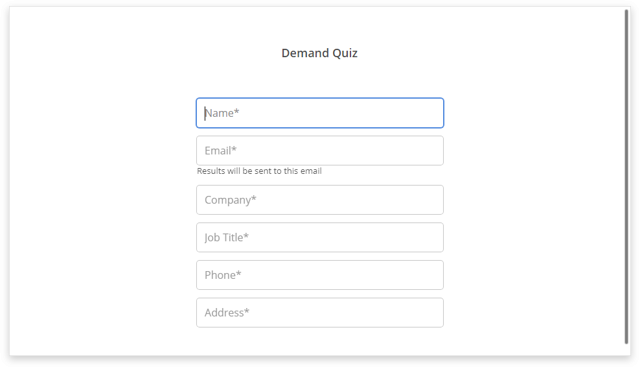 Demand Quiz
Name*
Email*
Results will be sent to this email
Company*
Job Title*
Phone*
Address*